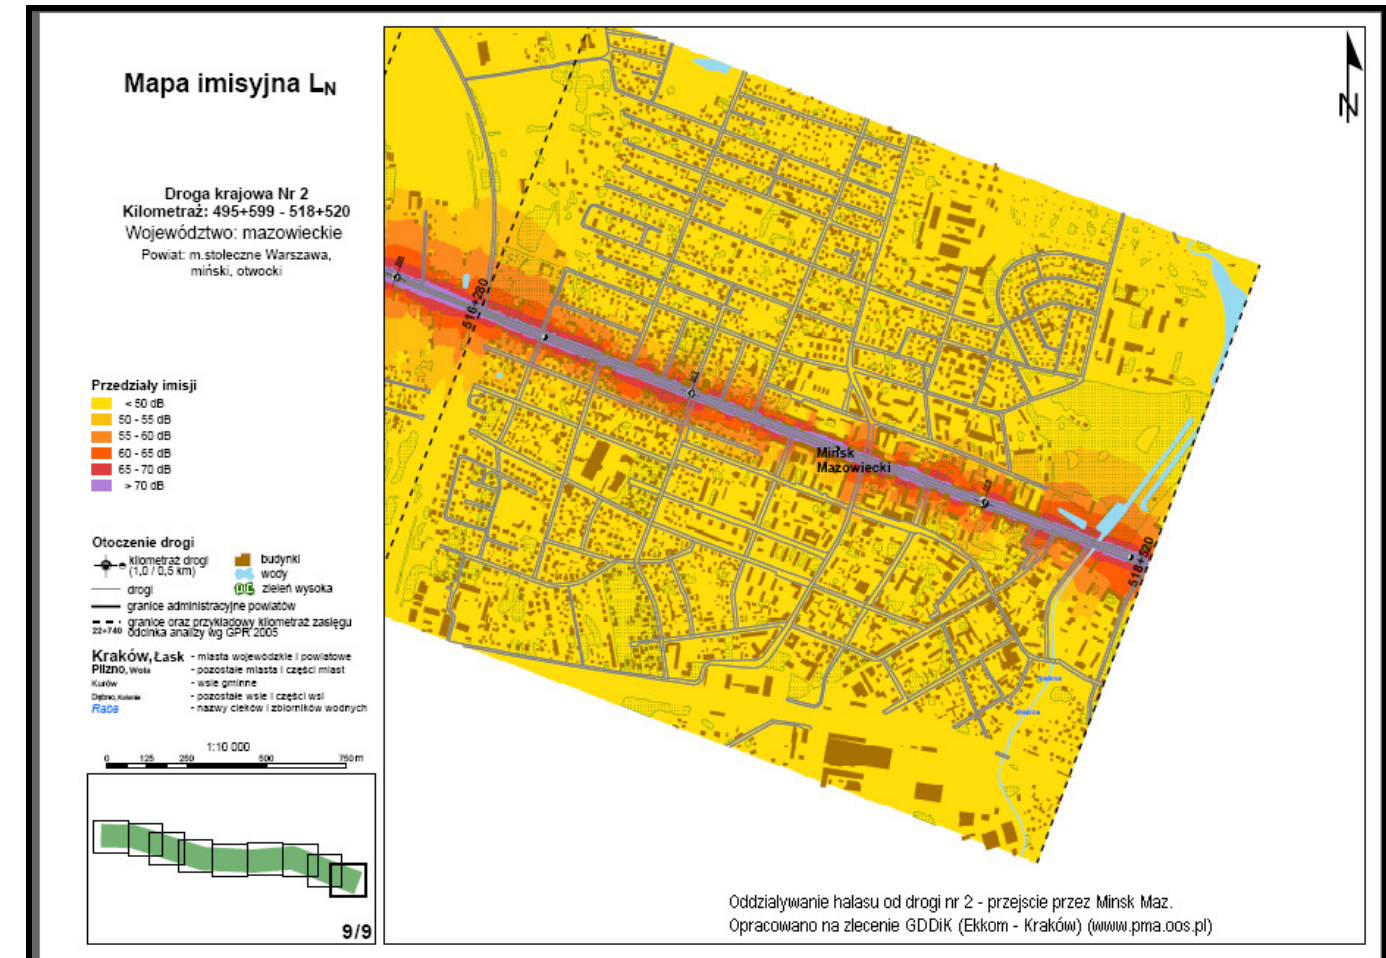 Mapa imisyjna LN
Droga krajowa Nr 2
Kilometraż: 495+599 - 518+520
Województwo: mazowieckie
Powiat: m.stołeczne Warszawa,
miński, otwocki
Przedziały imisji
< 50 dB
50 - 55 dB
55 - 60 dB
60 - 65 dB
65 - 70 dB
> 70 dB
Otoczenie drogi
kilometraż drogi
(1,0 / 0,5 km)
budynki
wody
drogi
zieleń wysoka
granice administracyjne powiatów
granice oraz przykładowy kilometraż zasięgu
22+740 odcinka analizy wg GPR 2005
Kraków, Łask - miasta wojewódzkie i powiatowe
Pilzno, Wola - pozostałe miasta i części miast
Kurów - wsie gminne
Dębno, Kolonia - pozostałe wsie i części wsi
Raba - nazwy cieków i zbiorników wodnych
1:10 000
0 125 250 500 750 m
9/9
N
516+280
Mińsk
Mazowiecki
518+520
Oddzialywanie halasu od drogi nr 2 - przejscie przez Minsk Maz.
Opracowano na zlecenie GDDiK (Ekkom - Kraków) (www.pma.oos.pl)